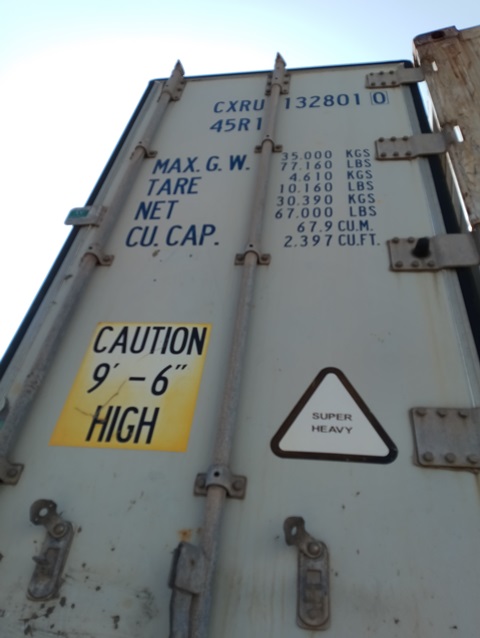 CXRU 132801 0
45R1
MAX. G. W. 35.000 KGS
77.160 LBS
TARE 4.610 KGS
10.160 LBS
NET 30.390 KGS
67.000 LBS
CU. CAP. 67.9 CU.M.
2.397 CU.FT.
CAUTION
9' - 6"
HIGH
SUPER
HEAVY